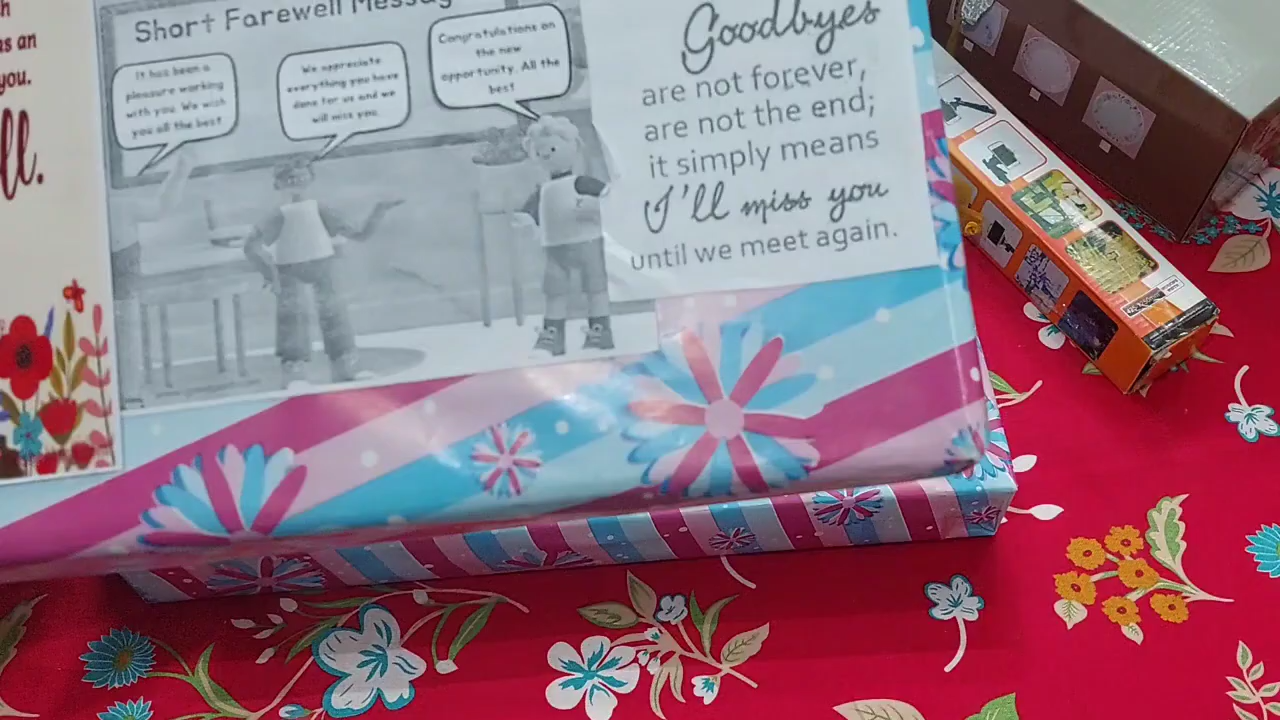 as an
you.
ll.
Short Farewell Messag
It has been a
pleasure working
with you. We wish
you all the best
We appreciate
everything you have
done for us and we
will miss you.
Congratulations on
the new
opportunity. All the
best
Goodbyes
are not forever,
are not the end;
it simply means
I'll miss you
until we meet again.